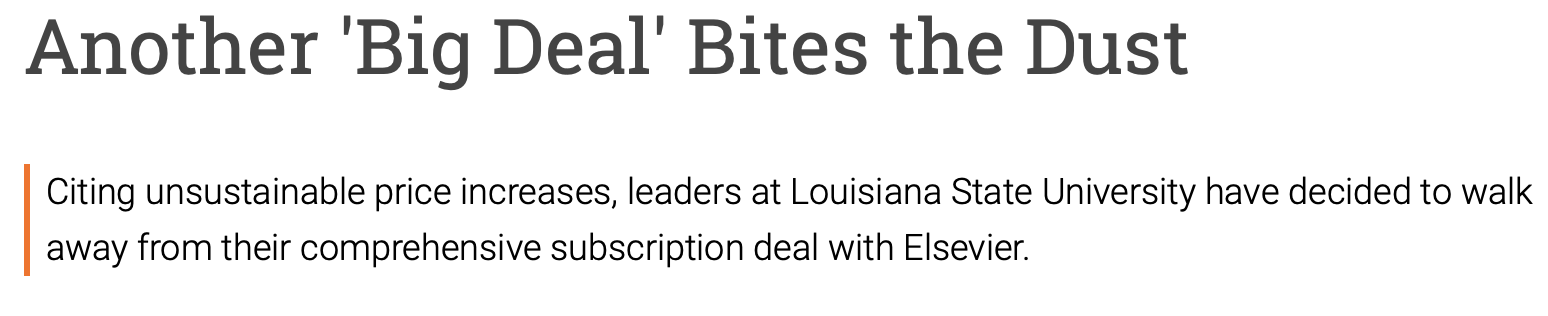 Another 'Big Deal' Bites the Dust
Citing unsustainable price increases, leaders at Louisiana State University have decided to walk
away from their comprehensive subscription deal with Elsevier.